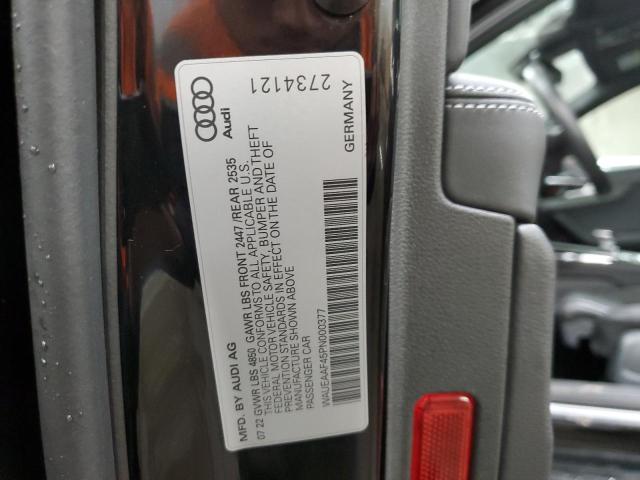 Audi
2734121
GERMANY
MFD. BY AUDI AG
07 22 GVWR LBS 4850 GAWR LBS FRONT 2447/REAR 2535
THIS VEHICLE CONFORMS TO ALL APPLICABLE U.S.
FEDERAL MOTOR VEHICLE SAFETY, BUMPER AND THEFT
PREVENTION STANDARDS IN EFFECT ON THE DATE OF
MANUFACTURE SHOWN ABOVE
PASSENGER CAR
WAUEAAF45PN000377